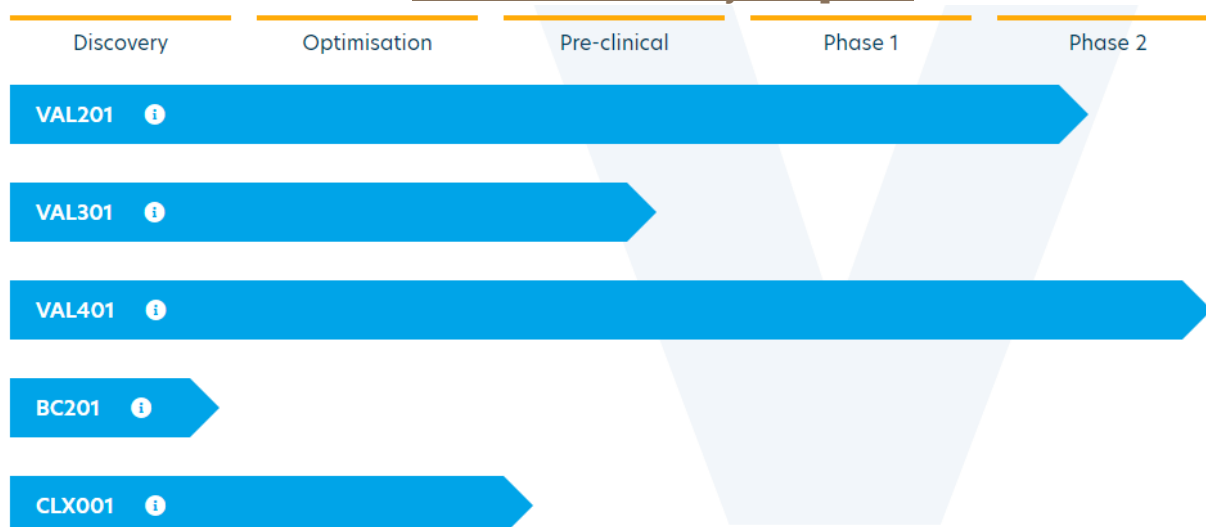 Discovery Optimisation Pre-clinical Phase 1 Phase 2
VAL201
VAL301
VAL401
BC201
CLX001